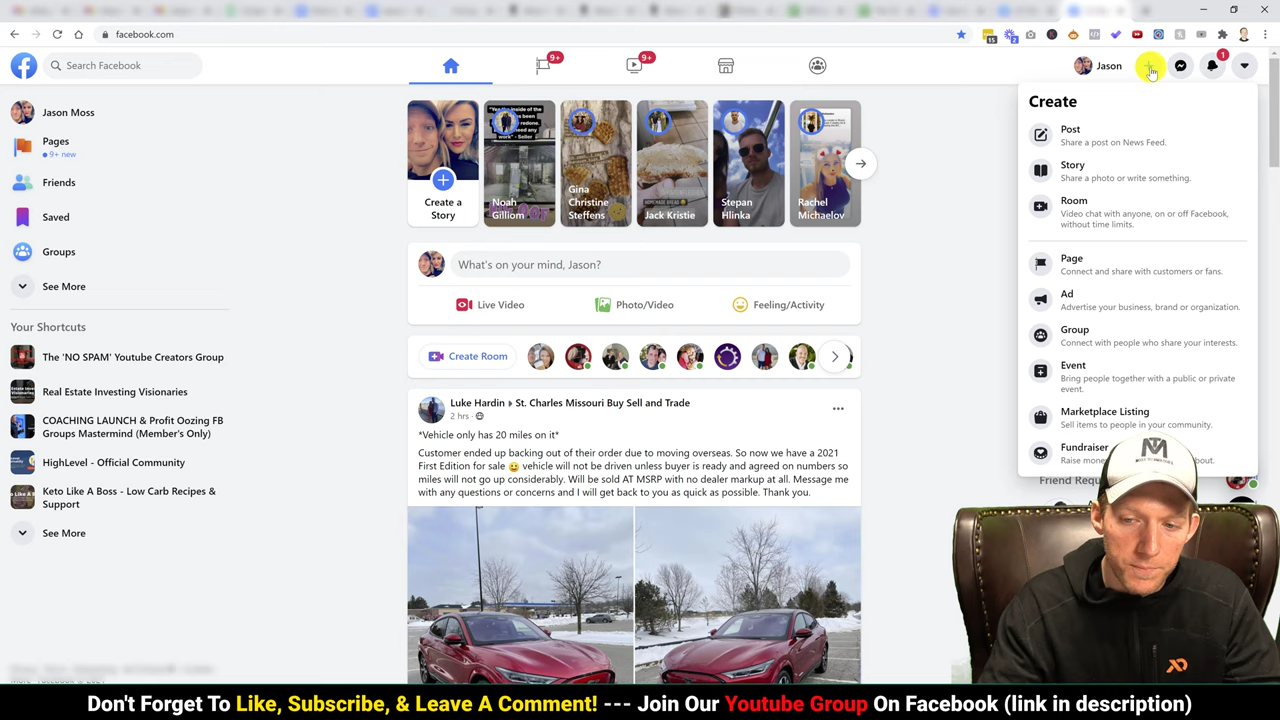 facebook.com
15
2
Search Facebook
9+
9+
Jason
1
Jason Moss
Pages
9+ new
Friends
Saved
Groups
See More
Your Shortcuts
The 'NO SPAM' Youtube Creators Group
Real Estate Investing Visionaries
COACHING LAUNCH & Profit Oozing FB
Groups Mastermind (Member's Only)
HighLevel - Official Community
Keto Like A Boss - Low Carb Recipes &
Support
See More
Create a
Story
Noah
Gilliom
Gina
Christine
Steffens
Jack Kristie
Stepan
Hlinka
Rachel
Michaelov
What's on your mind, Jason?
Live Video
Photo/Video
Feeling/Activity
Create Room
Luke Hardin ▸ St. Charles Missouri Buy Sell and Trade
2 hrs ·
*Vehicle only has 20 miles on it*
Customer ended up backing out of their order due to moving overseas. So now we have a 2021
First Edition for sale 😄 vehicle will not be driven unless buyer is ready and agreed on numbers so
miles will not go up considerably. Will be sold AT MSRP with no dealer markup at all. Message me
with any questions or concerns and I will get back to you as quick as possible. Thank you.
Create
Post
Share a post on News Feed.
Story
Share a photo or write something.
Room
Video chat with anyone, on or off Facebook,
without time limits.
Page
Connect and share with customers or fans.
Ad
Advertise your business, brand or organization.
Group
Connect with people who share your interests.
Event
Bring people together with a public or private
event.
Marketplace Listing
Sell items to people in your community.
Fundraiser
Raise
Friend
Don't Forget To Like, Subscribe, & Leave A Comment! --- Join Our Youtube Group On Facebook (link in description)